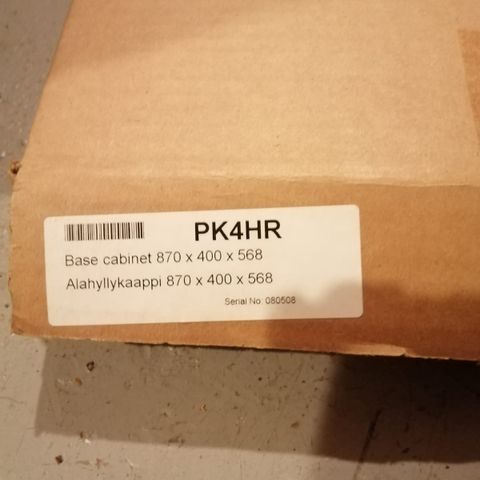 PK4HR
Base cabinet 870 x 400 x 568
Alahyllykaappi 870 x 400 x 568
Serial No: 080508